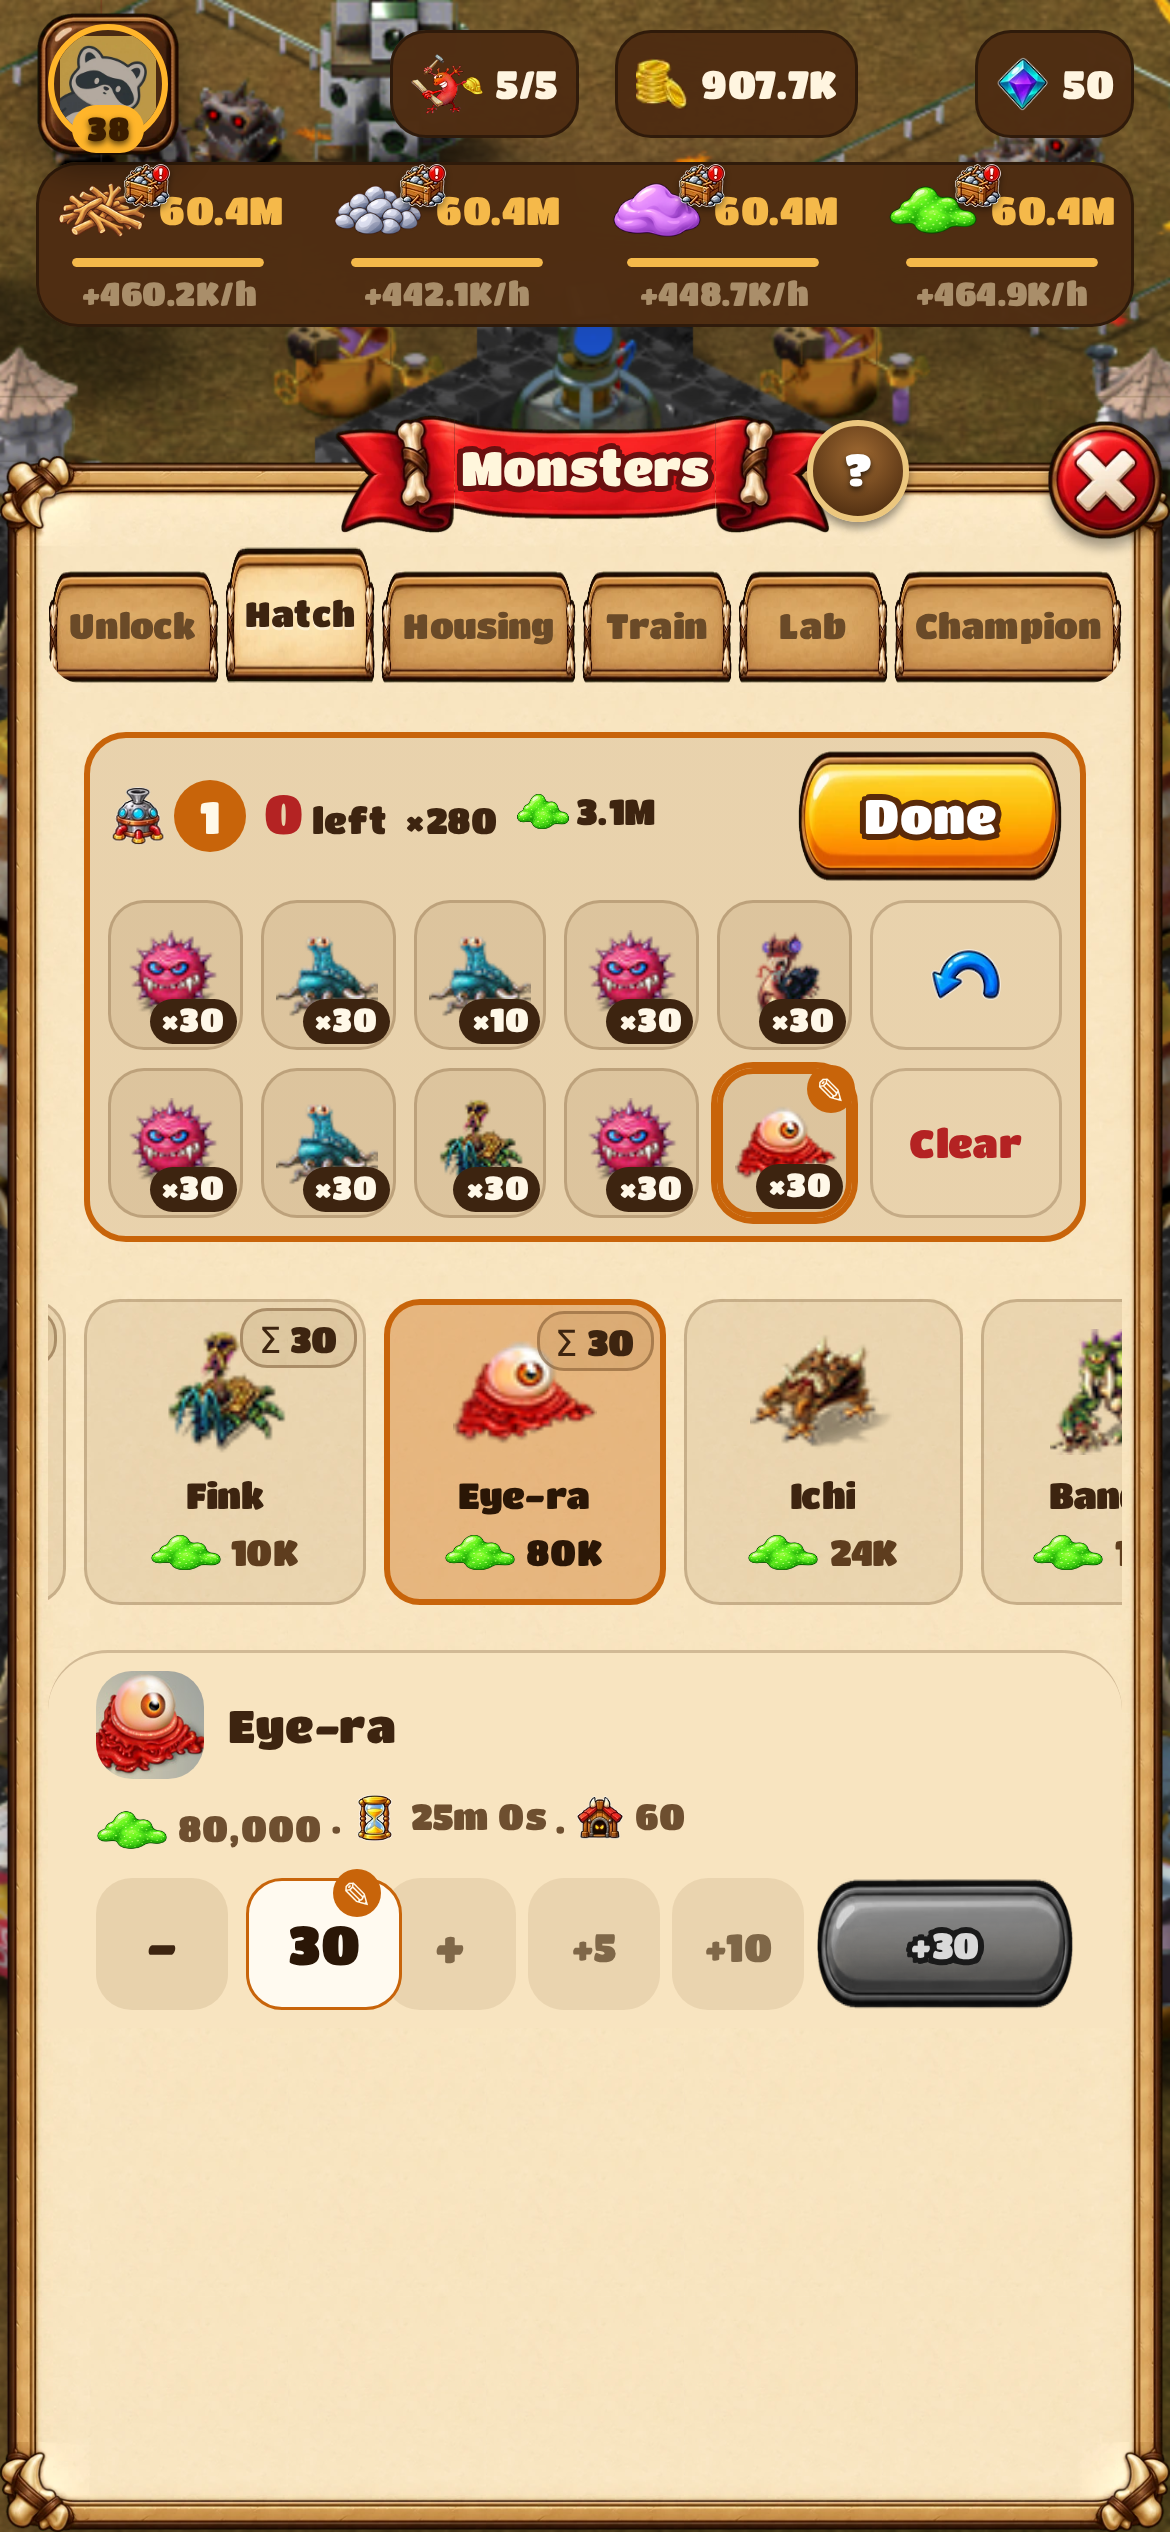 38
5/5
907.7K
50
60.4M
60.4M
60.4M
60.4M
+460.2K/h
+442.1K/h
+448.7K/h
+464.9K/h
Monsters
?
Unlock
Hatch
Housing
Train
Lab
Champion
1
0 left ×280
3.1M
Done
×30
×30
×10
×30
×30
×30
×30
×30
×30
×30
Clear
Σ 30
Σ 30
Fink
Eye-ra
Ichi
10K
80K
24K
Eye-ra
80,000 · 25m 0s · 60
-
30
+
+5
+10
+30